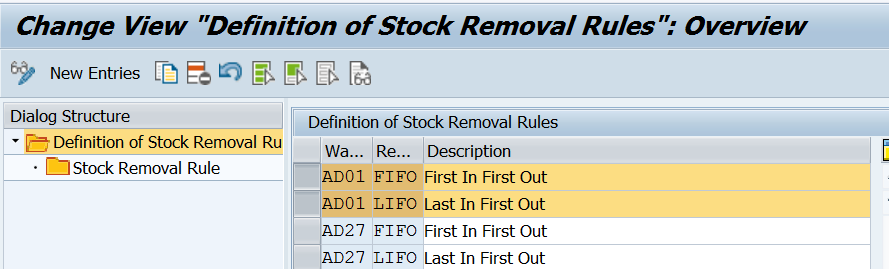 Change View "Definition of Stock Removal Rules": Overview
New Entries
Dialog Structure
Definition of Stock Removal Ru
Stock Removal Rule
Definition of Stock Removal Rules
Wa... Re... Description
AD01 FIFO First In First Out
AD01 LIFO Last In First Out
AD27 FIFO First In First Out
AD27 LIFO Last In First Out